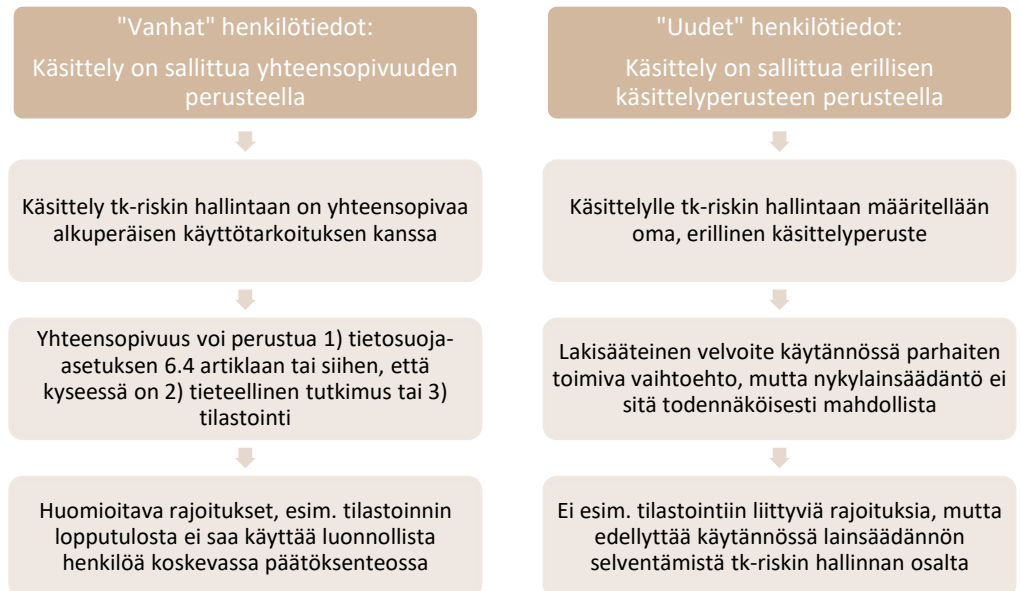 "Vanhat" henkilötiedot:
Käsittely on sallittua yhteensopivuuden
perusteella
Käsittely tk-riskin hallintaan on yhteensopivaa
alkuperäisen käyttötarkoituksen kanssa
Yhteensopivuus voi perustua 1) tietosuoja-
asetuksen 6.4 artiklaan tai siihen, että
kyseessä on 2) tieteellinen tutkimus tai 3)
tilastointi
Huomioitava rajoitukset, esim. tilastoinnin
lopputulosta ei saa käyttää luonnollista
henkilöä koskevassa päätöksenteossa
"Uudet" henkilötiedot:
Käsittely on sallittua erillisen
käsittelyperusteen perusteella
Käsittelylle tk-riskin hallintaan määritellään
oma, erillinen käsittelyperuste
Lakisääteinen velvoite käytännössä parhaiten
toimiva vaihtoehto, mutta nykylainsäädäntö ei
sitä todennäköisesti mahdollista
Ei esim. tilastointiin liittyviä rajoituksia, mutta
edellyttää käytännössä lainsäädännön
selventämistä tk-riskin hallinnan osalta